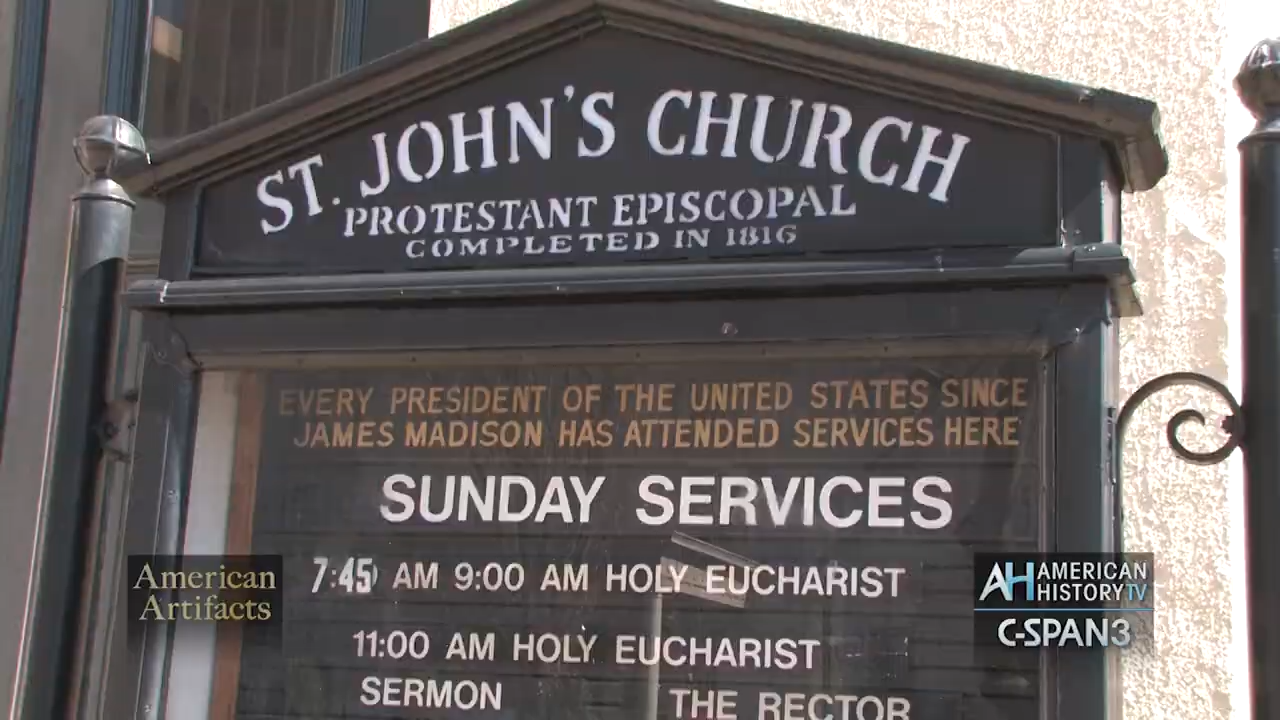 ST. JOHN'S CHURCH
PROTESTANT EPISCOPAL
COMPLETED IN 1816
EVERY PRESIDENT OF THE UNITED STATES SINCE
JAMES MADISON HAS ATTENDED SERVICES HERE
SUNDAY SERVICES
7:45 AM 9:00 AM HOLY EUCHARIST
11:00 AM HOLY EUCHARIST
SERMON THE RECTOR
American
Artifacts
AH AMERICAN
HISTORY TV
C-SPAN3